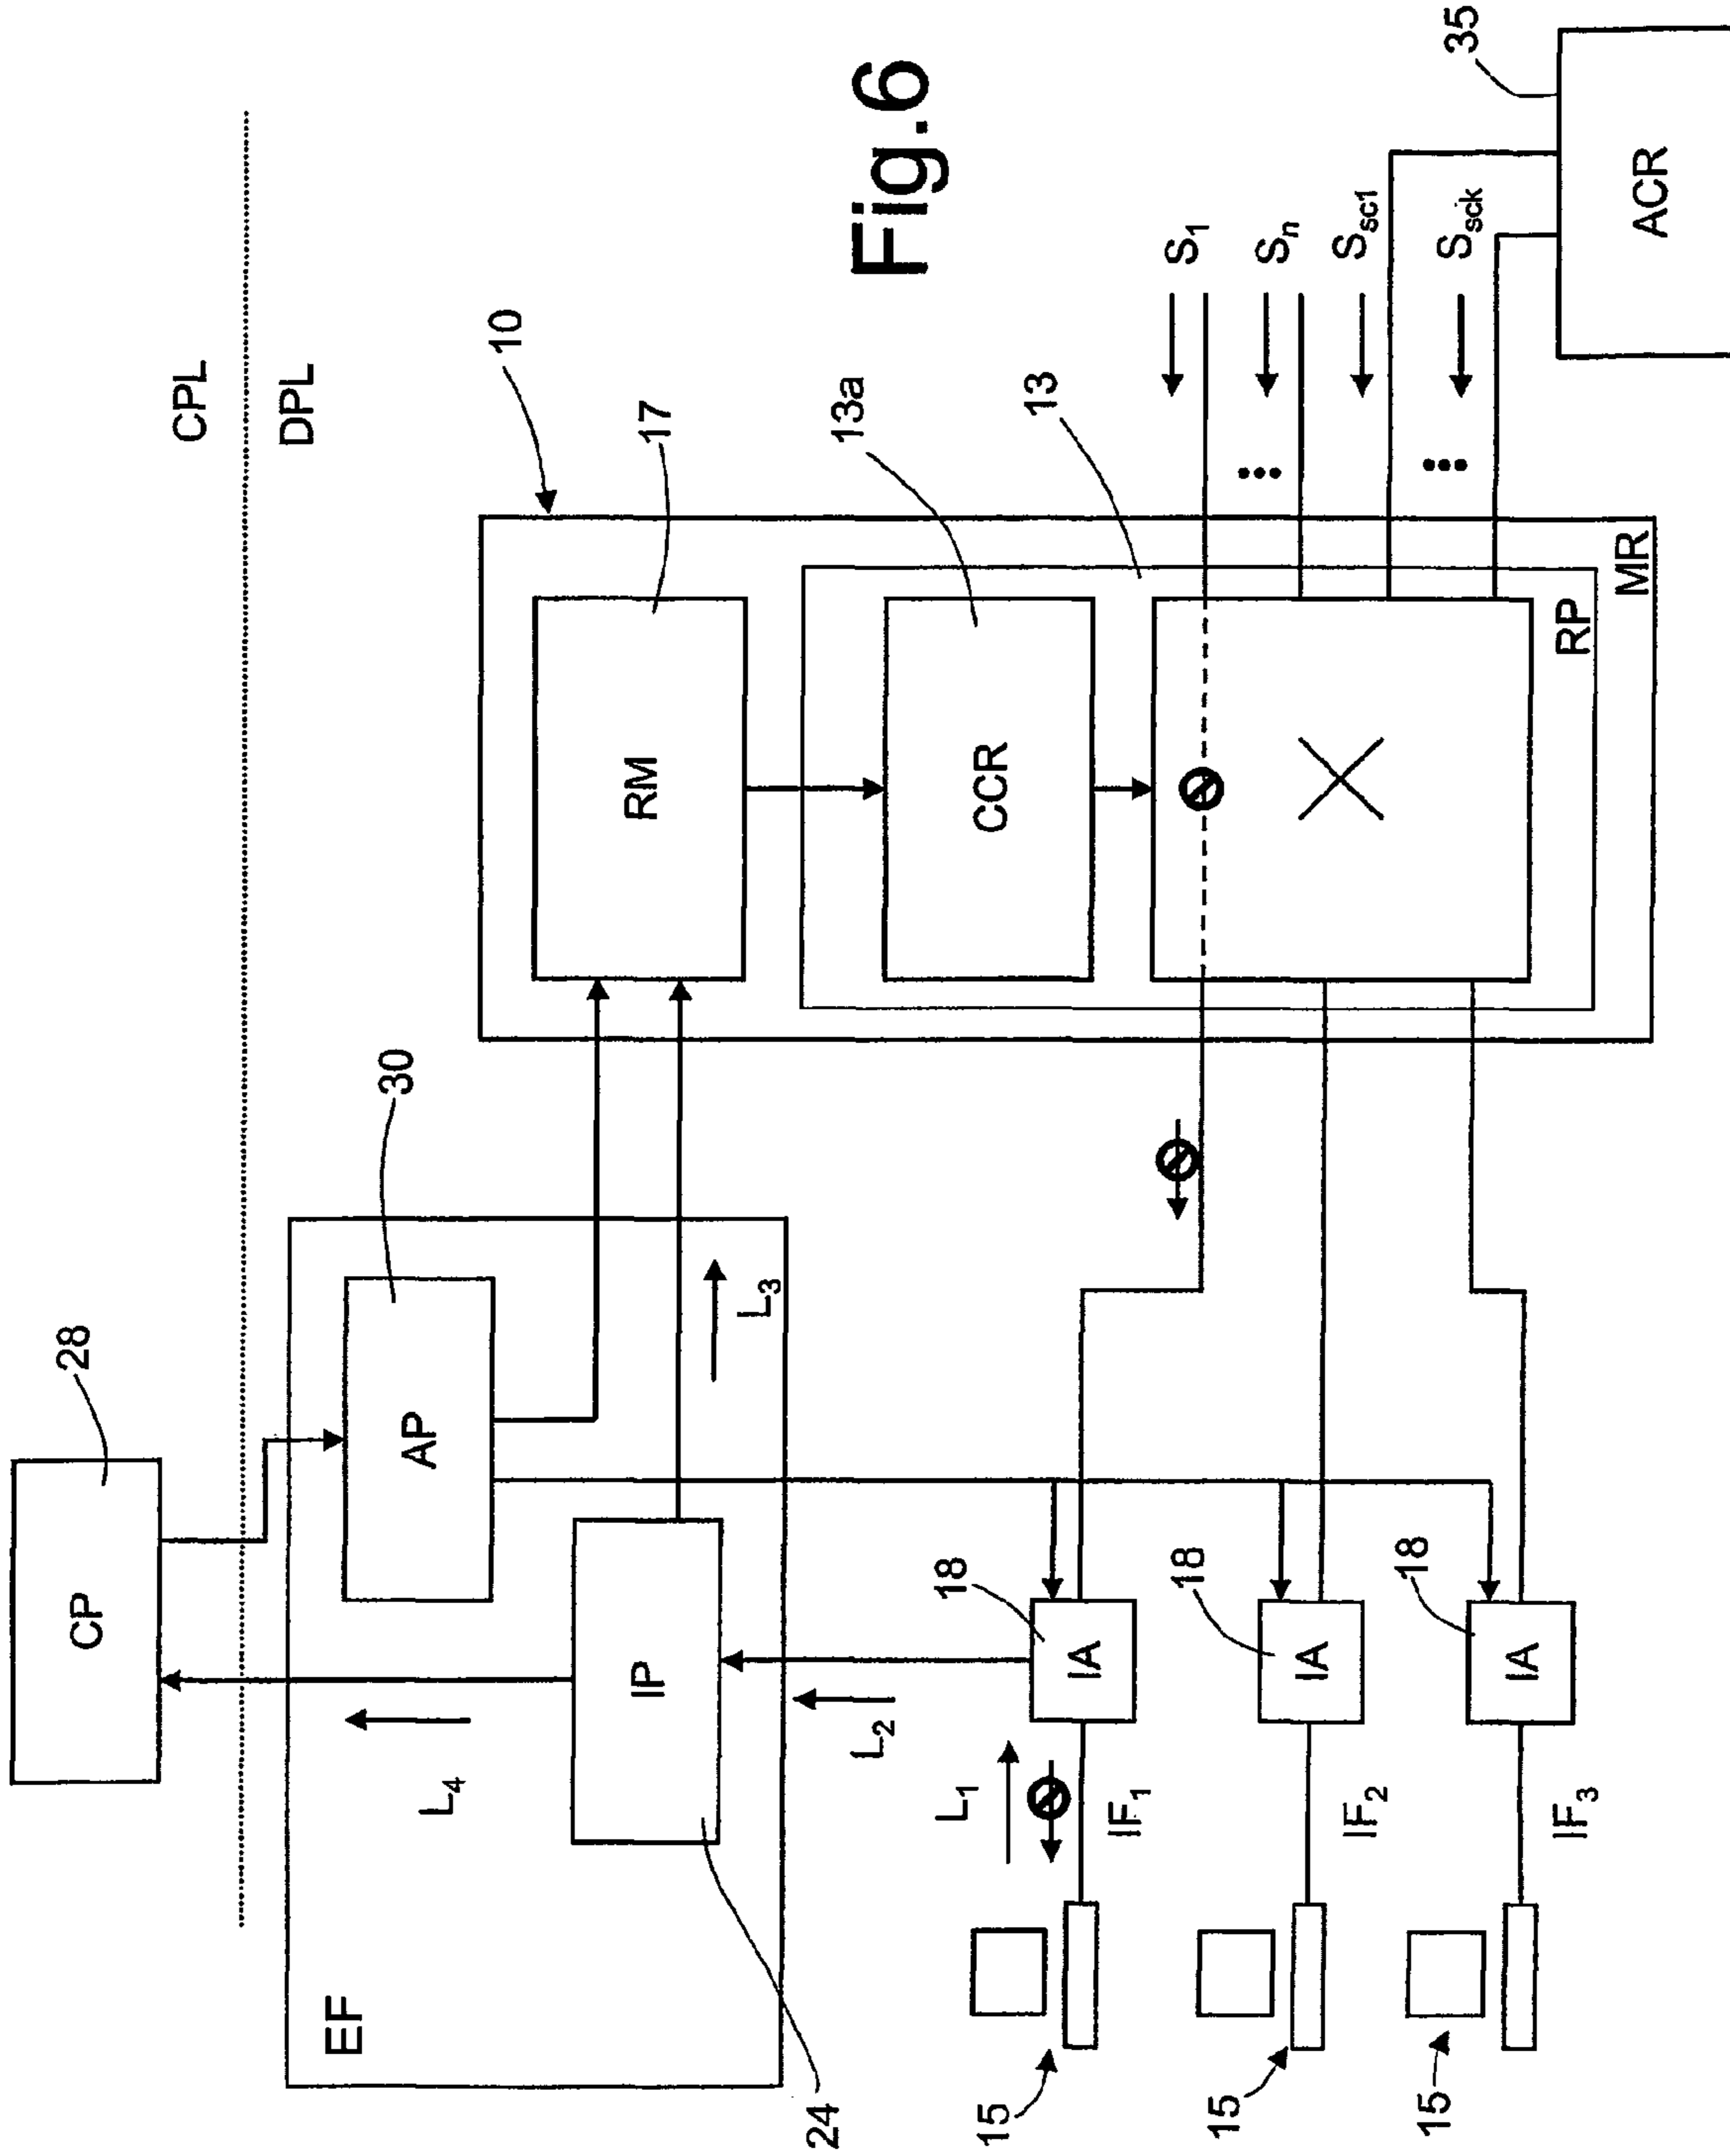 Fig.6
CPL
DPL
CP
28
EF
AP
30
IP
24
L₄
L₃
L₂
L₁
10
RM
17
CCR
13a
13
RP
MR
S₁
Sₙ
Ssc1
Ssck
ACR
35
15
IF₁
IA
18
15
IF₂
IA
18
15
IF₃
IA
18